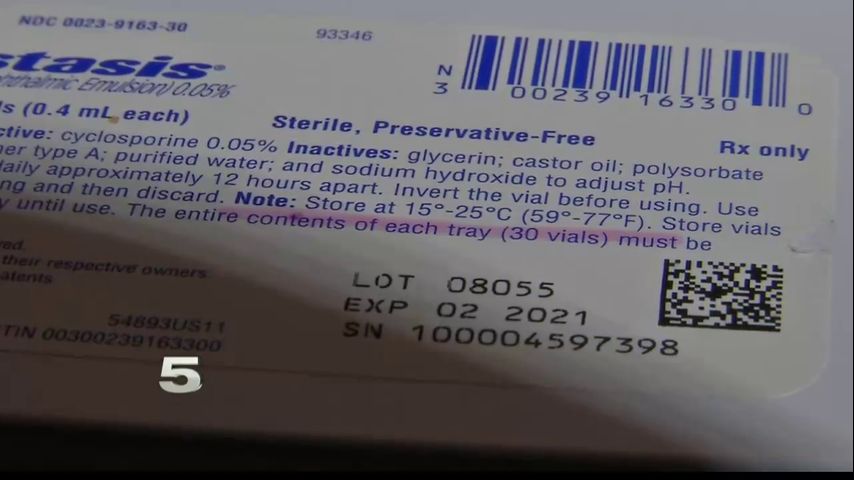 NDC 0023-9163-30
93346
stasis®
hthalmic Emulsion) 0.05%
ls (0.4 mL each)
Sterile, Preservative-Free
Rx only
N
3
00239 16330
0
ctive: cyclosporine 0.05% Inactives: glycerin; castor oil; polysorbate
er type A; purified water; and sodium hydroxide to adjust pH.
daily approximately 12 hours apart. Invert the vial before using. Use
ng and then discard. Note: Store at 15°-25°C (59°-77°F). Store vials
y until use. The entire contents of each tray (30 vials) must be
ved.
their respective owners.
atents
LOT 08055
EXP 02 2021
SN 100004597398
54893US11
TIN 00300239163300
5